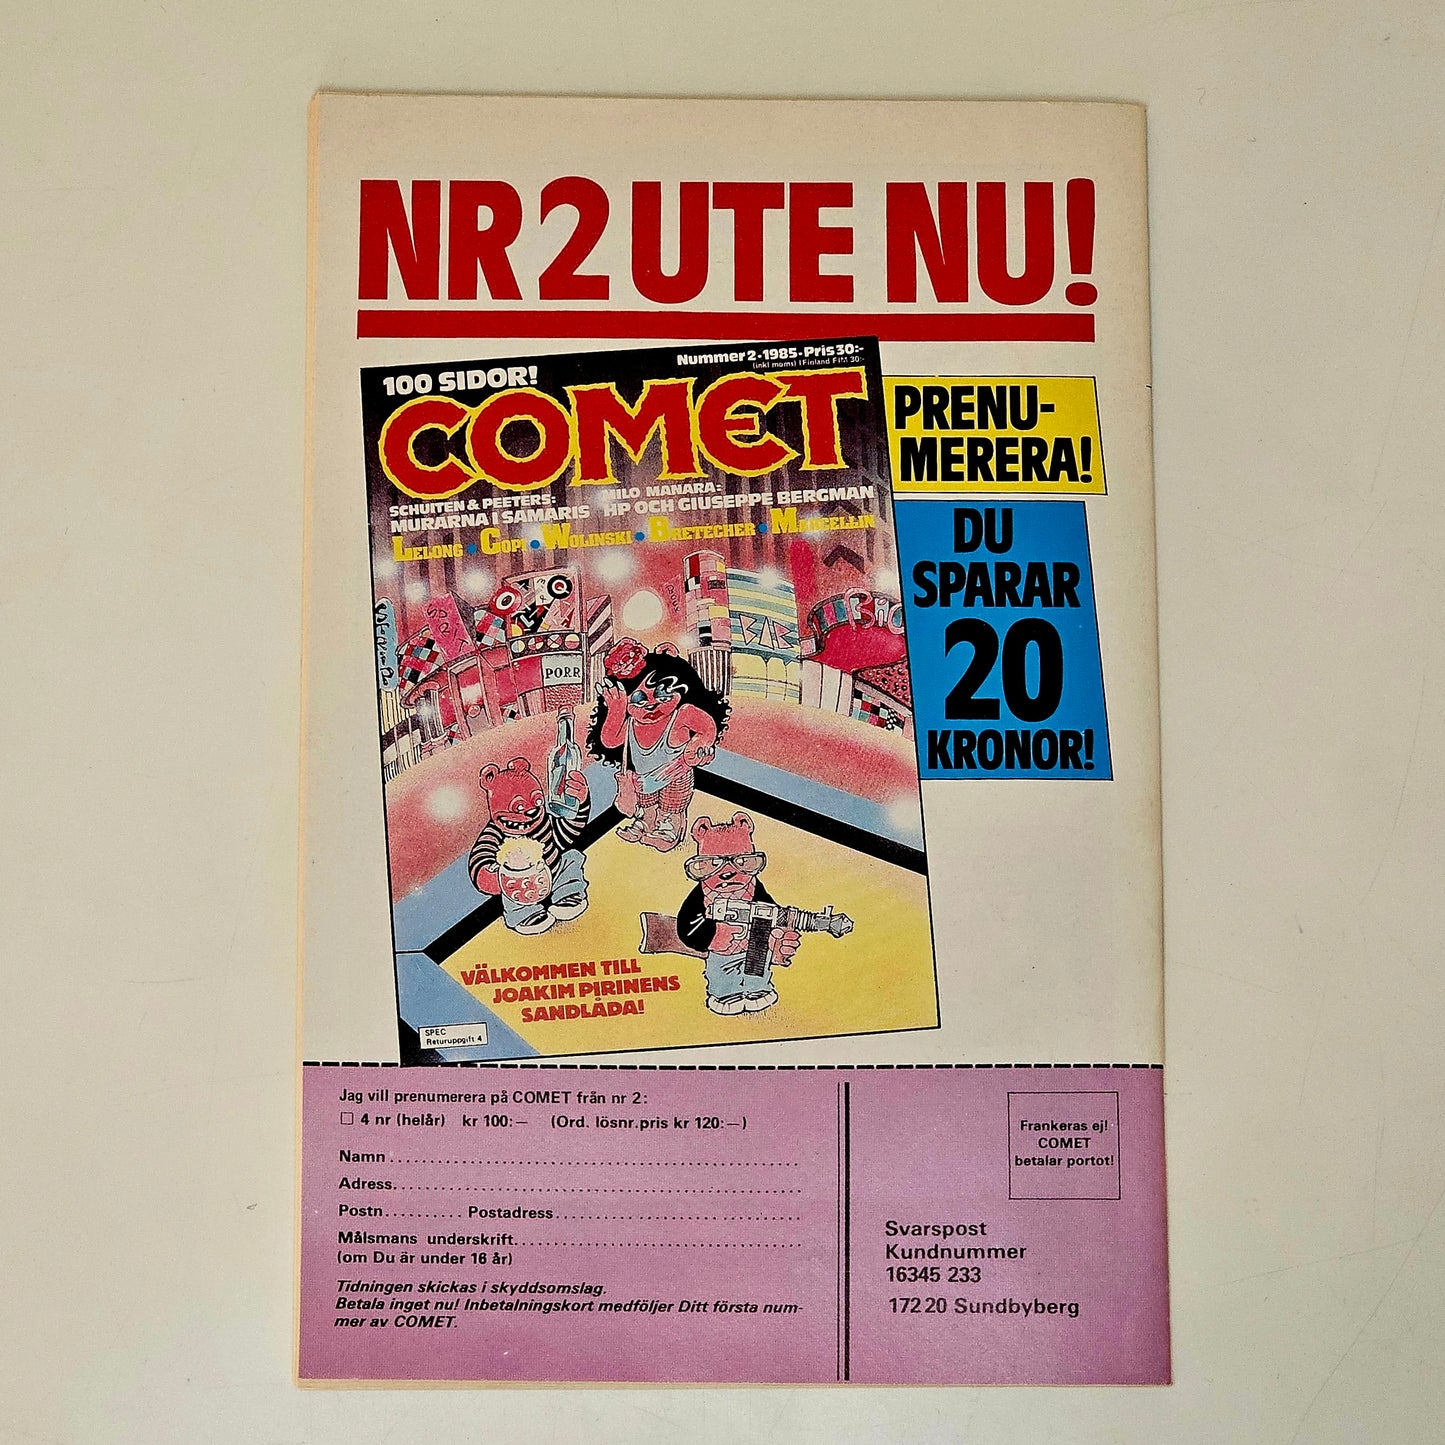 NR 2 UTE NU!
Nummer 2 • 1985 • Pris 30:-
(inkl moms) (Finland FIM 30:-
100 SIDOR!
COMET
SCHUITEN & PEETERS:
MURARNA I SAMARIS
MILO MANARA:
HP OCH GIUSEPPE BERGMAN
LELONG • COPI • WOLINSKI • BRETECHER • MARCELLIN
PORR
BAR
VÄLKOMMEN TILL
JOAKIM PIRINENS
SANDLÅDA!
SPEC
Returuppgift 4
PRENU-
MERERA!
DU
SPARAR
20
KRONOR!
Jag vill prenumerera på COMET från nr 2:
☐ 4 nr (helår) kr 100:— (Ord. lösnr.pris kr 120:—)
Namn
Adress
Postn.......... Postadress
Målsmans underskrift
(om Du är under 16 år)
Tidningen skickas i skyddsomslag.
Betala inget nu! Inbetalningskort medföljer Ditt första num-
mer av COMET.
Frankeras ej!
COMET
betalar portot!
Svarspost
Kundnummer
16345 233
172 20 Sundbyberg